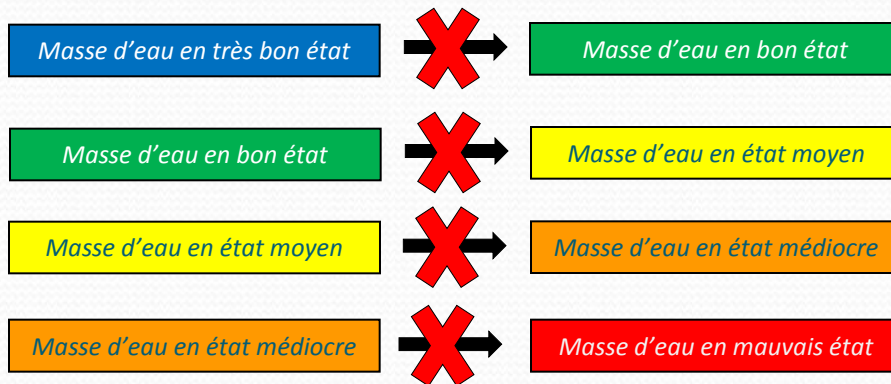 Masse d'eau en très bon état
Masse d'eau en bon état
Masse d'eau en bon état
Masse d'eau en état moyen
Masse d'eau en état moyen
Masse d'eau en état médiocre
Masse d'eau en état médiocre
Masse d'eau en mauvais état